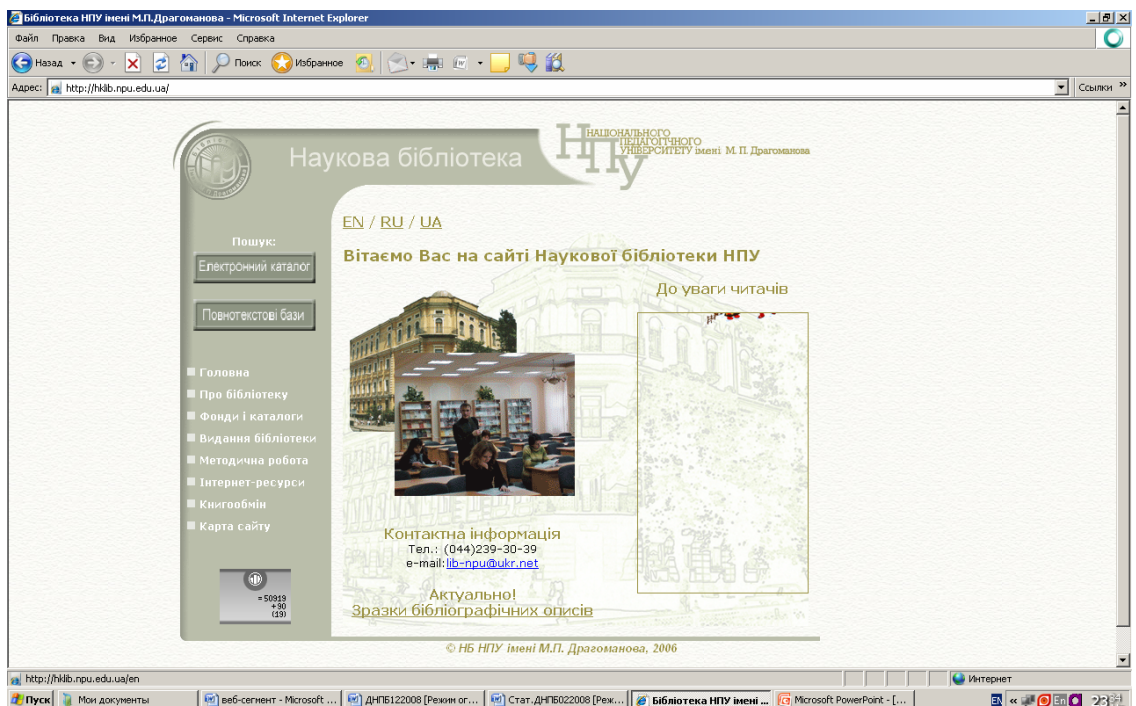 Бібліотека НПУ імені М.П.Драгоманова - Microsoft Internet Explorer
Файл Правка Вид Избранное Сервис Справка
Назад Поиск Избранное
Адрес: http://hklib.npu.edu.ua/ Ссылки »
Наукова бібліотека
НАЦІОНАЛЬНОГО
ПЕДАГОГІЧНОГО
УНІВЕРСИТЕТУ імені М. П. Драгоманова
НПУ
EN / RU / UA
Пошук:
Електронний каталог
Повнотекстові бази
Вітаємо Вас на сайті Наукової бібліотеки НПУ
До уваги читачів
Головна
Про бібліотеку
Фонди і каталоги
Видання бібліотеки
Методична робота
Інтернет-ресурси
Книгообмін
Карта сайту
Контактна інформація
Тел.: (044)239-30-39
e-mail:lib-npu@ukr.net
Актуально!
Зразки бібліографічних описів
= 50919
+ 90
(19)
© НБ НПУ імені М.П. Драгоманова, 2006
http://hklib.npu.edu.ua/en Интернет
Пуск Мои документы веб-сегмент - Microsoft ... ДНПБ122008 [Режим ог... Стат.ДНПБ022008 [Реж... Бібліотека НПУ імені ... Microsoft PowerPoint - [... EN « En